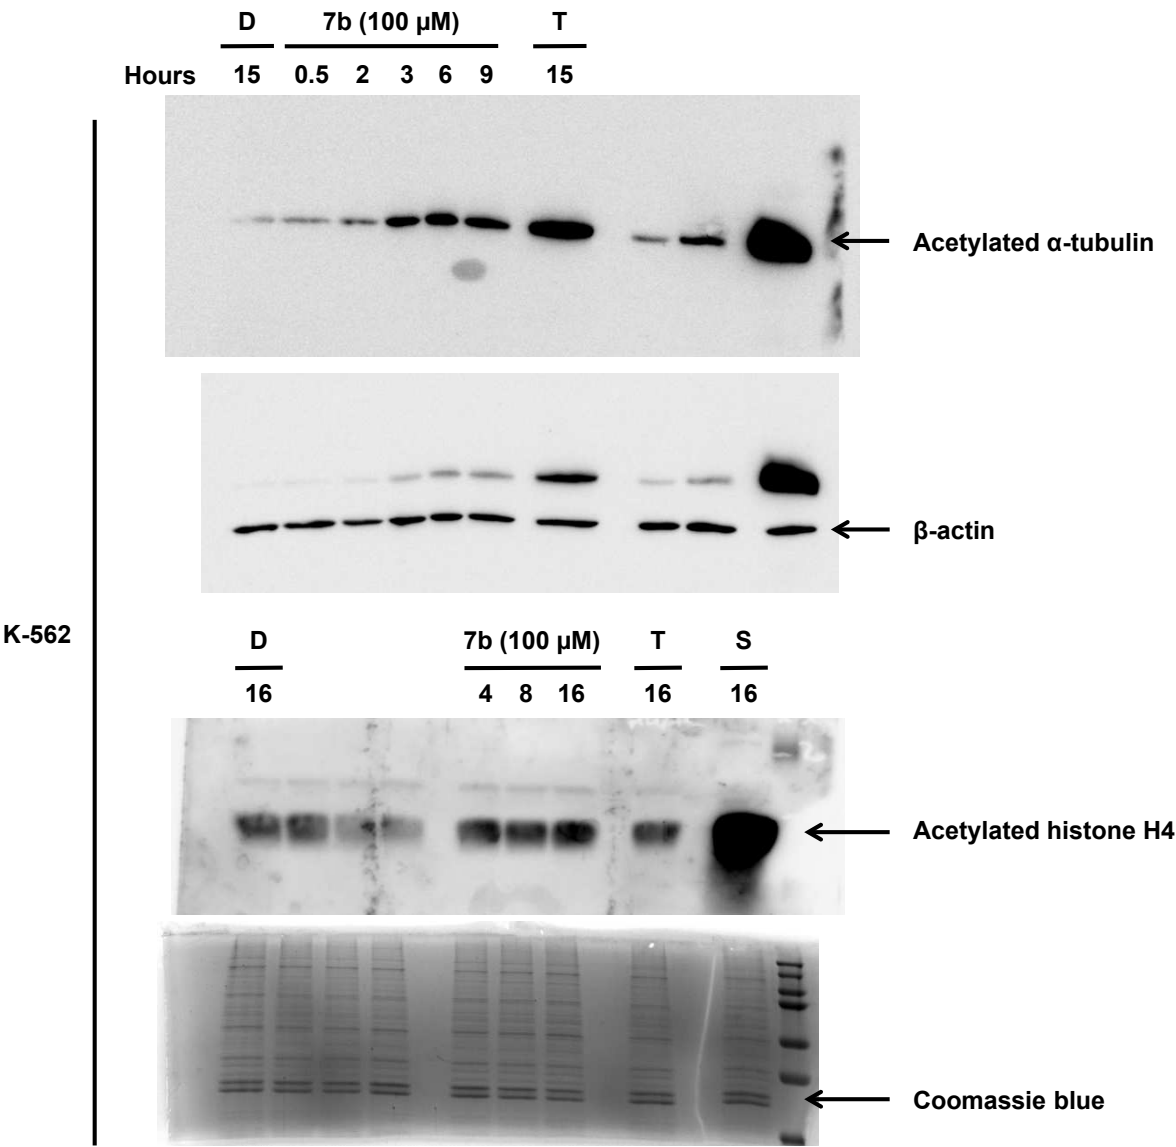 D 7b (100 µM) T
Hours 15 0.5 2 3 6 9 15
Acetylated α-tubulin
β-actin
K-562
D 7b (100 µM) T S
16 4 8 16 16 16
Acetylated histone H4
Coomassie blue